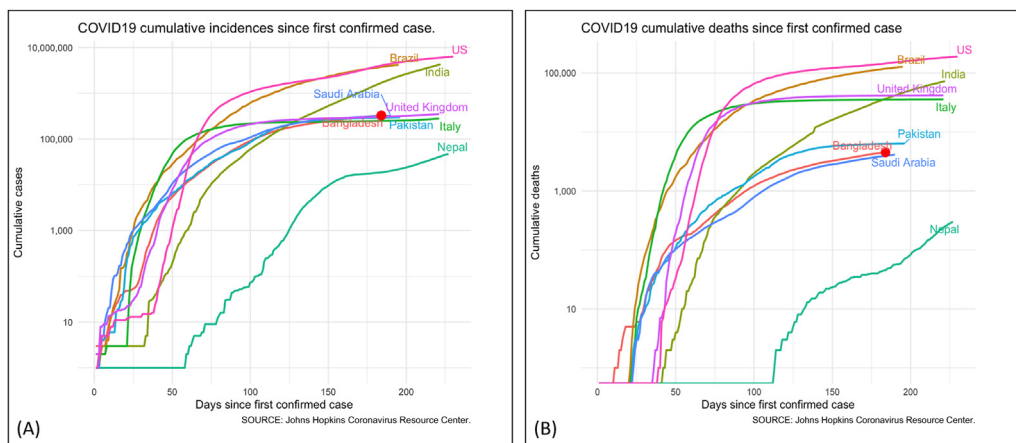 COVID19 cumulative incidences since first confirmed case.
10,000,000
100,000
1,000
10
Cumulative cases
US
Brazil
India
Saudi Arabia
United Kingdom
Bangladesh
Pakistan
Italy
Nepal
0 50 100 150 200
Days since first confirmed case
SOURCE: Johns Hopkins Coronavirus Resource Center.
(A)
COVID19 cumulative deaths since first confirmed case
100,000
1,000
10
Cumulative deaths
US
Brazil
India
United Kingdom
Italy
Pakistan
Bangladesh
Saudi Arabia
Nepal
0 50 100 150 200
Days since first confirmed case
SOURCE: Johns Hopkins Coronavirus Resource Center.
(B)